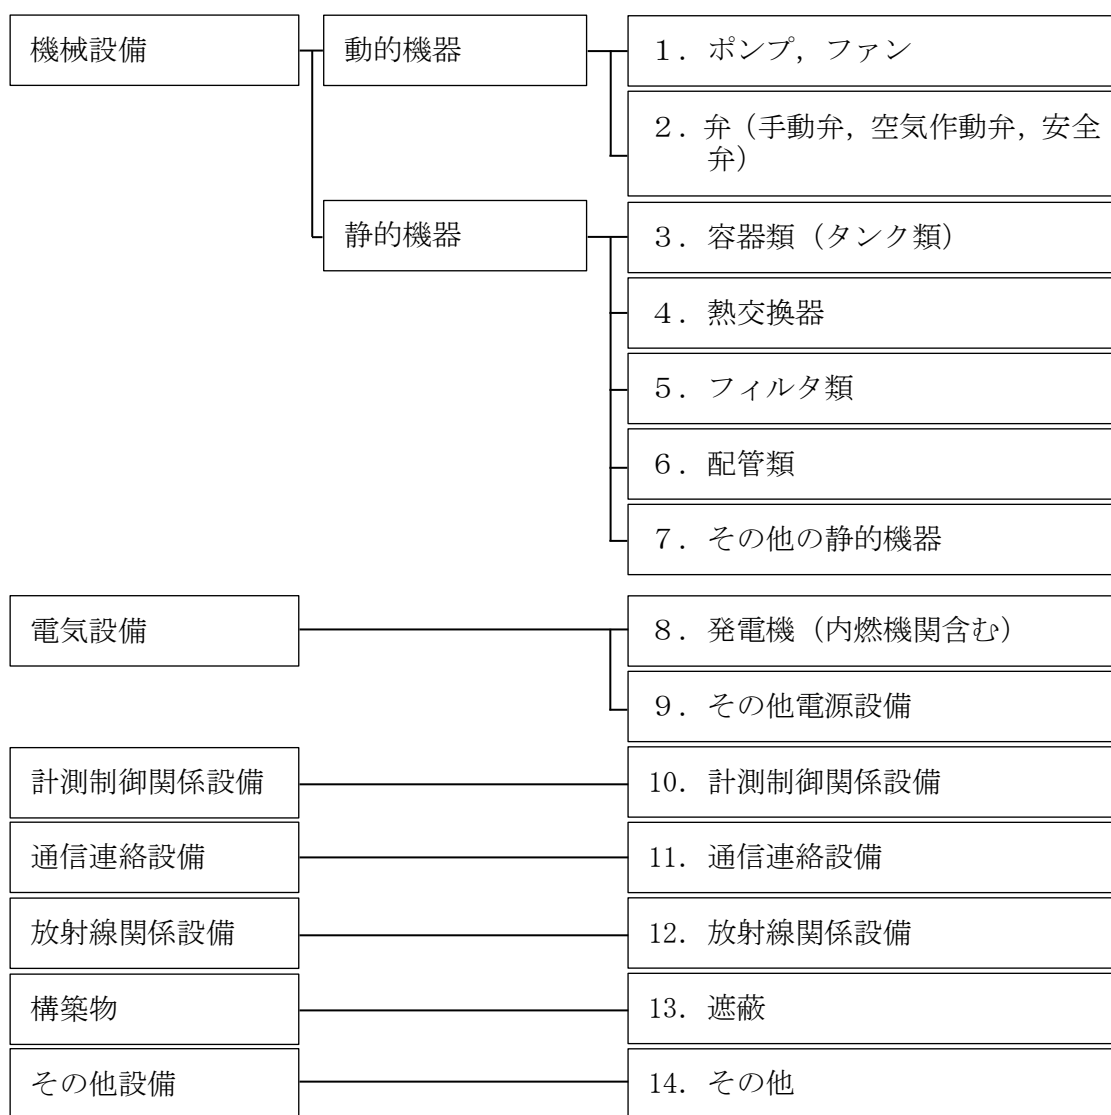 機械設備
動的機器
１．ポンプ，ファン
２．弁（手動弁，空気作動弁，安全
弁）
静的機器
３．容器類（タンク類）
４．熱交換器
５．フィルタ類
６．配管類
７．その他の静的機器
電気設備
８．発電機（内燃機関含む）
９．その他電源設備
計測制御関係設備
10．計測制御関係設備
通信連絡設備
11．通信連絡設備
放射線関係設備
12．放射線関係設備
構築物
13．遮蔽
その他設備
14．その他